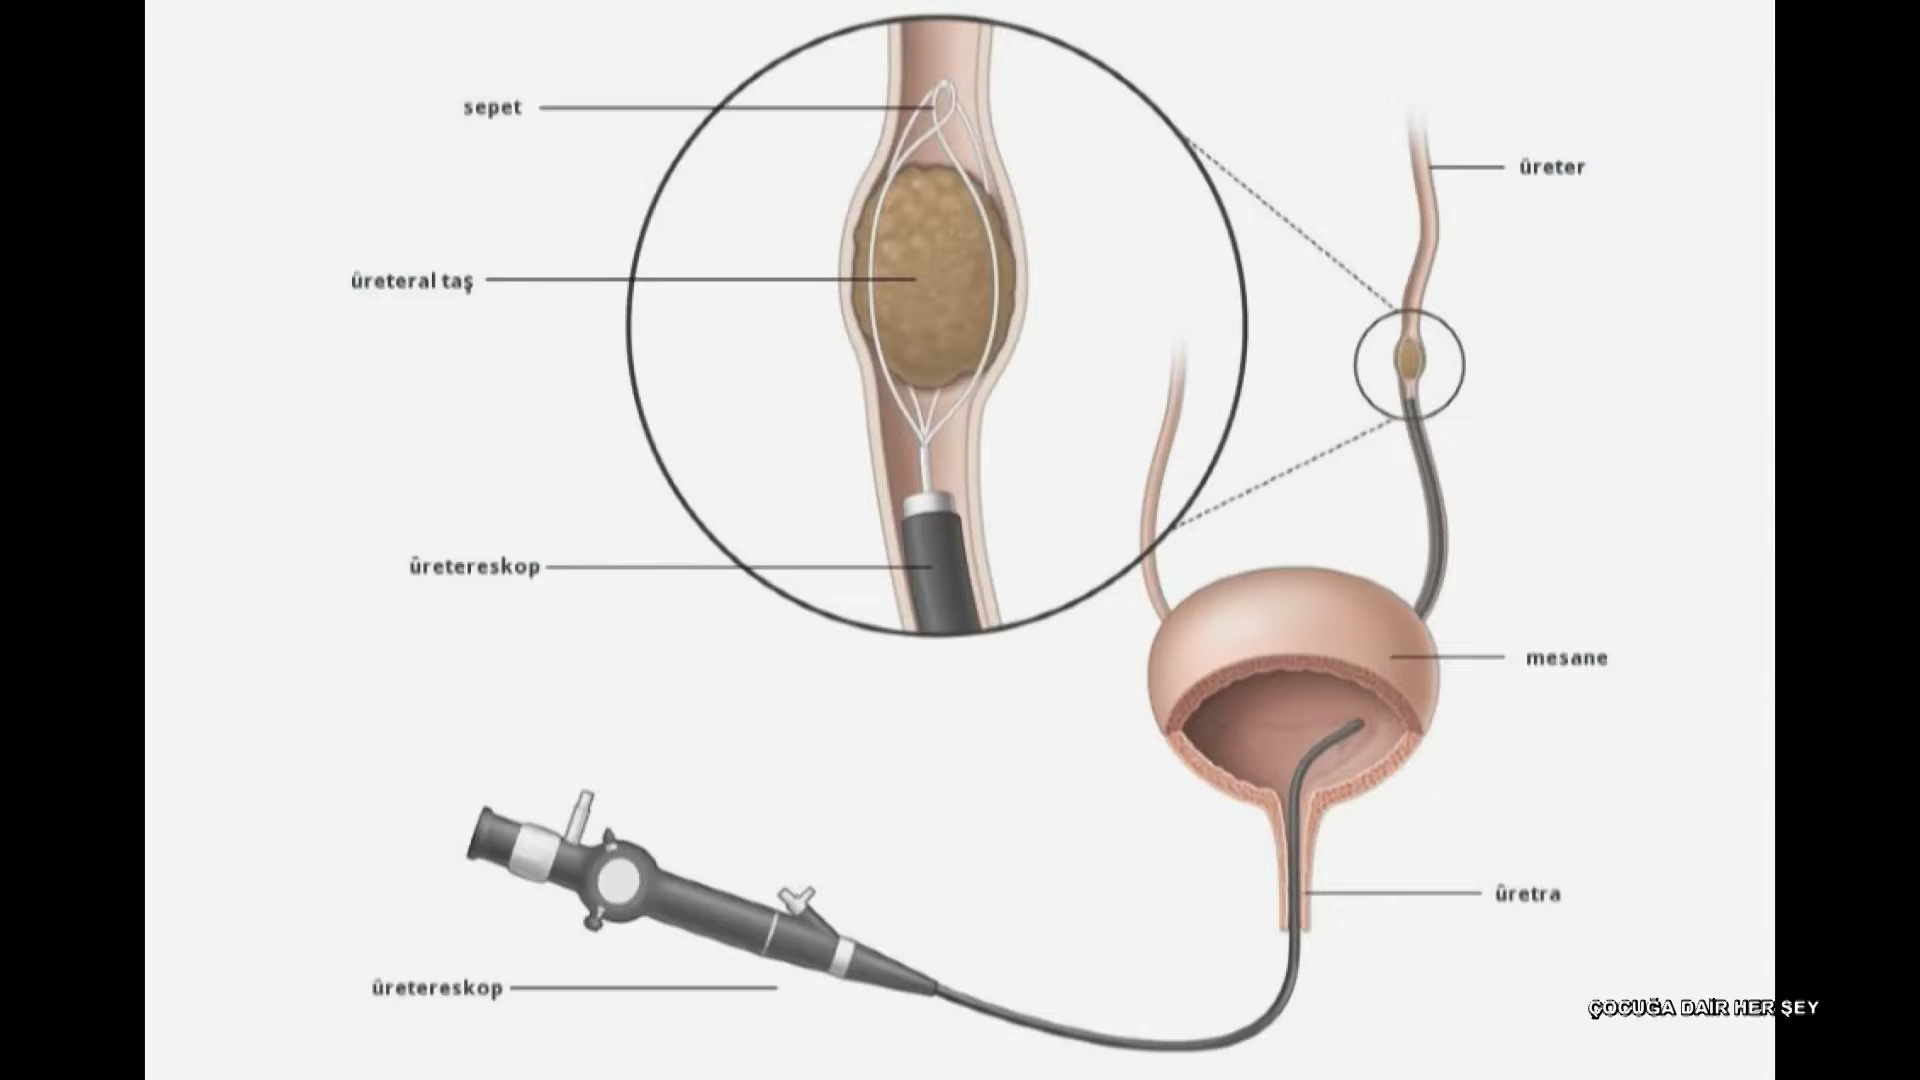 sepet
üreter
üreteral taş
üretereskop
mesane
üretra
üretereskop
ÇOCUĞA DAİR HER ŞEY